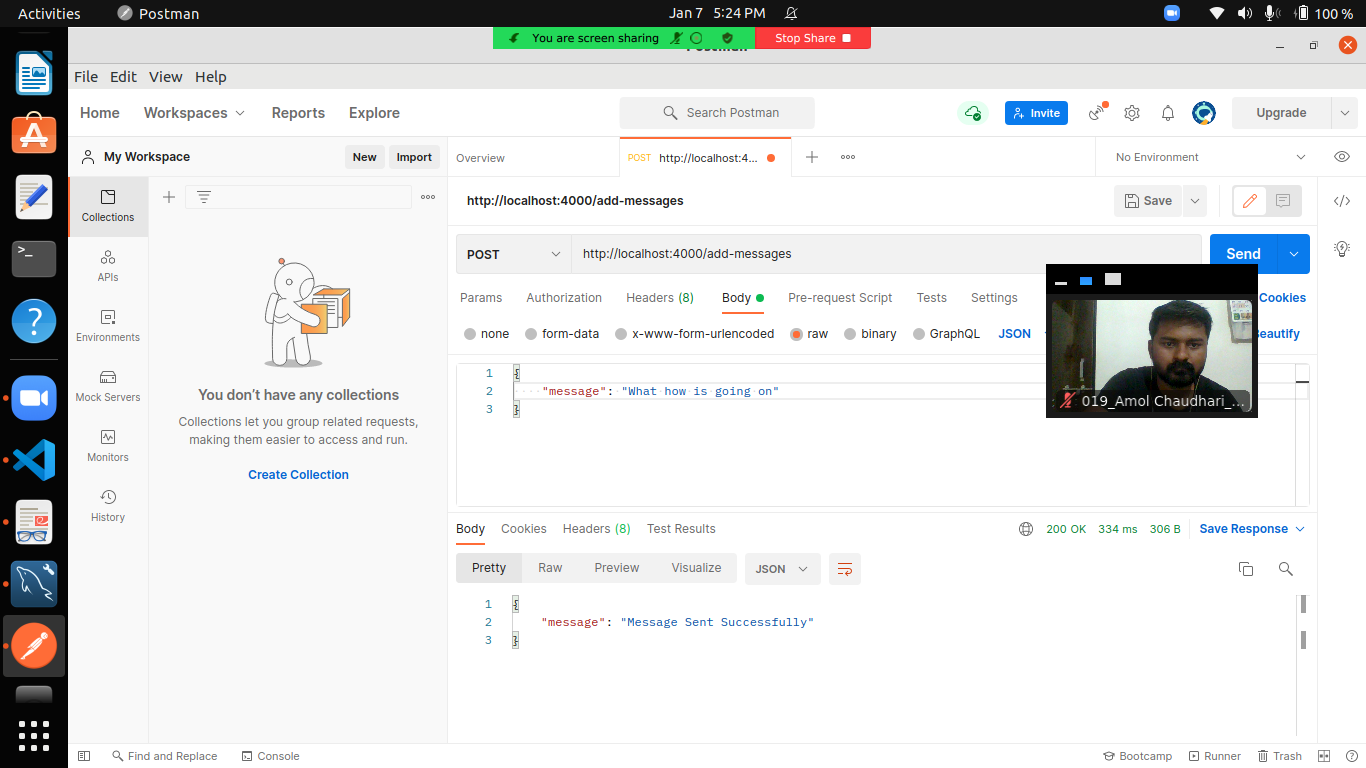 Activities Postman Jan 7 5:24 PM 100 %
You are screen sharing Stop Share
File Edit View Help
Home Workspaces Reports Explore Search Postman Invite Upgrade
My Workspace New Import Overview POST http://localhost:4... No Environment
Collections
APIs
Environments
Mock Servers
Monitors
History
You don't have any collections
Collections let you group related requests,
making them easier to access and run.
Create Collection
http://localhost:4000/add-messages Save
POST http://localhost:4000/add-messages Send
Params Authorization Headers (8) Body Pre-request Script Tests Settings Cookies
none form-data x-www-form-urlencoded raw binary GraphQL JSON
1 {
2 "message": "What how is going on"
3 }
019_Amol Chaudhari_...
Body Cookies Headers (8) Test Results 200 OK 334 ms 306 B Save Response
Pretty Raw Preview Visualize JSON
1 {
2 "message": "Message Sent Successfully"
3 }
Find and Replace Console Bootcamp Runner Trash